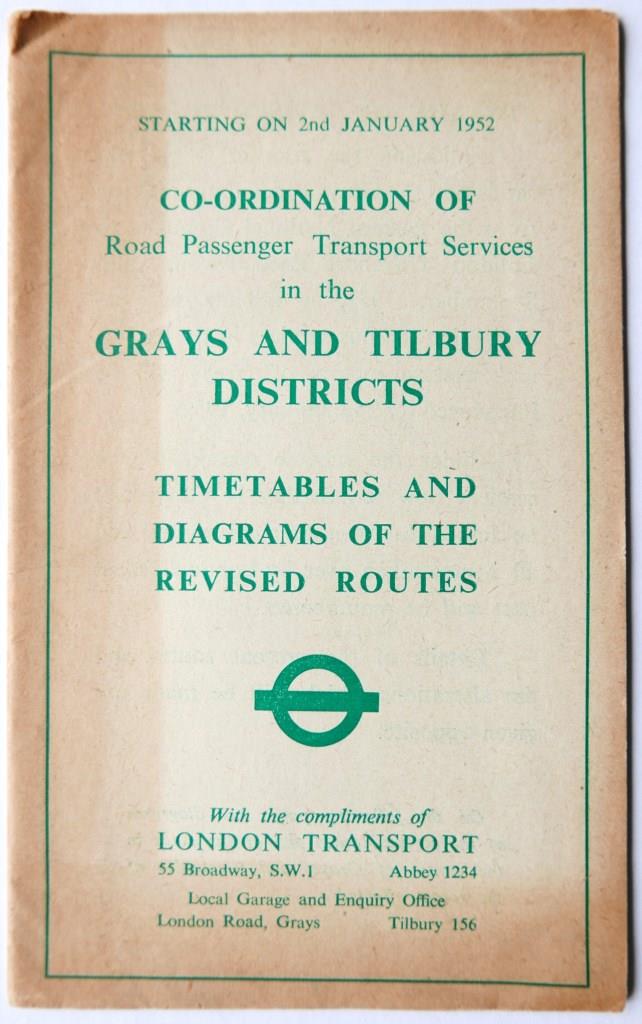 STARTING ON 2nd JANUARY 1952
CO-ORDINATION OF
Road Passenger Transport Services
in the
GRAYS AND TILBURY
DISTRICTS
TIMETABLES AND
DIAGRAMS OF THE
REVISED ROUTES
With the compliments of
LONDON TRANSPORT
55 Broadway, S.W.1 Abbey 1234
Local Garage and Enquiry Office
London Road, Grays Tilbury 156